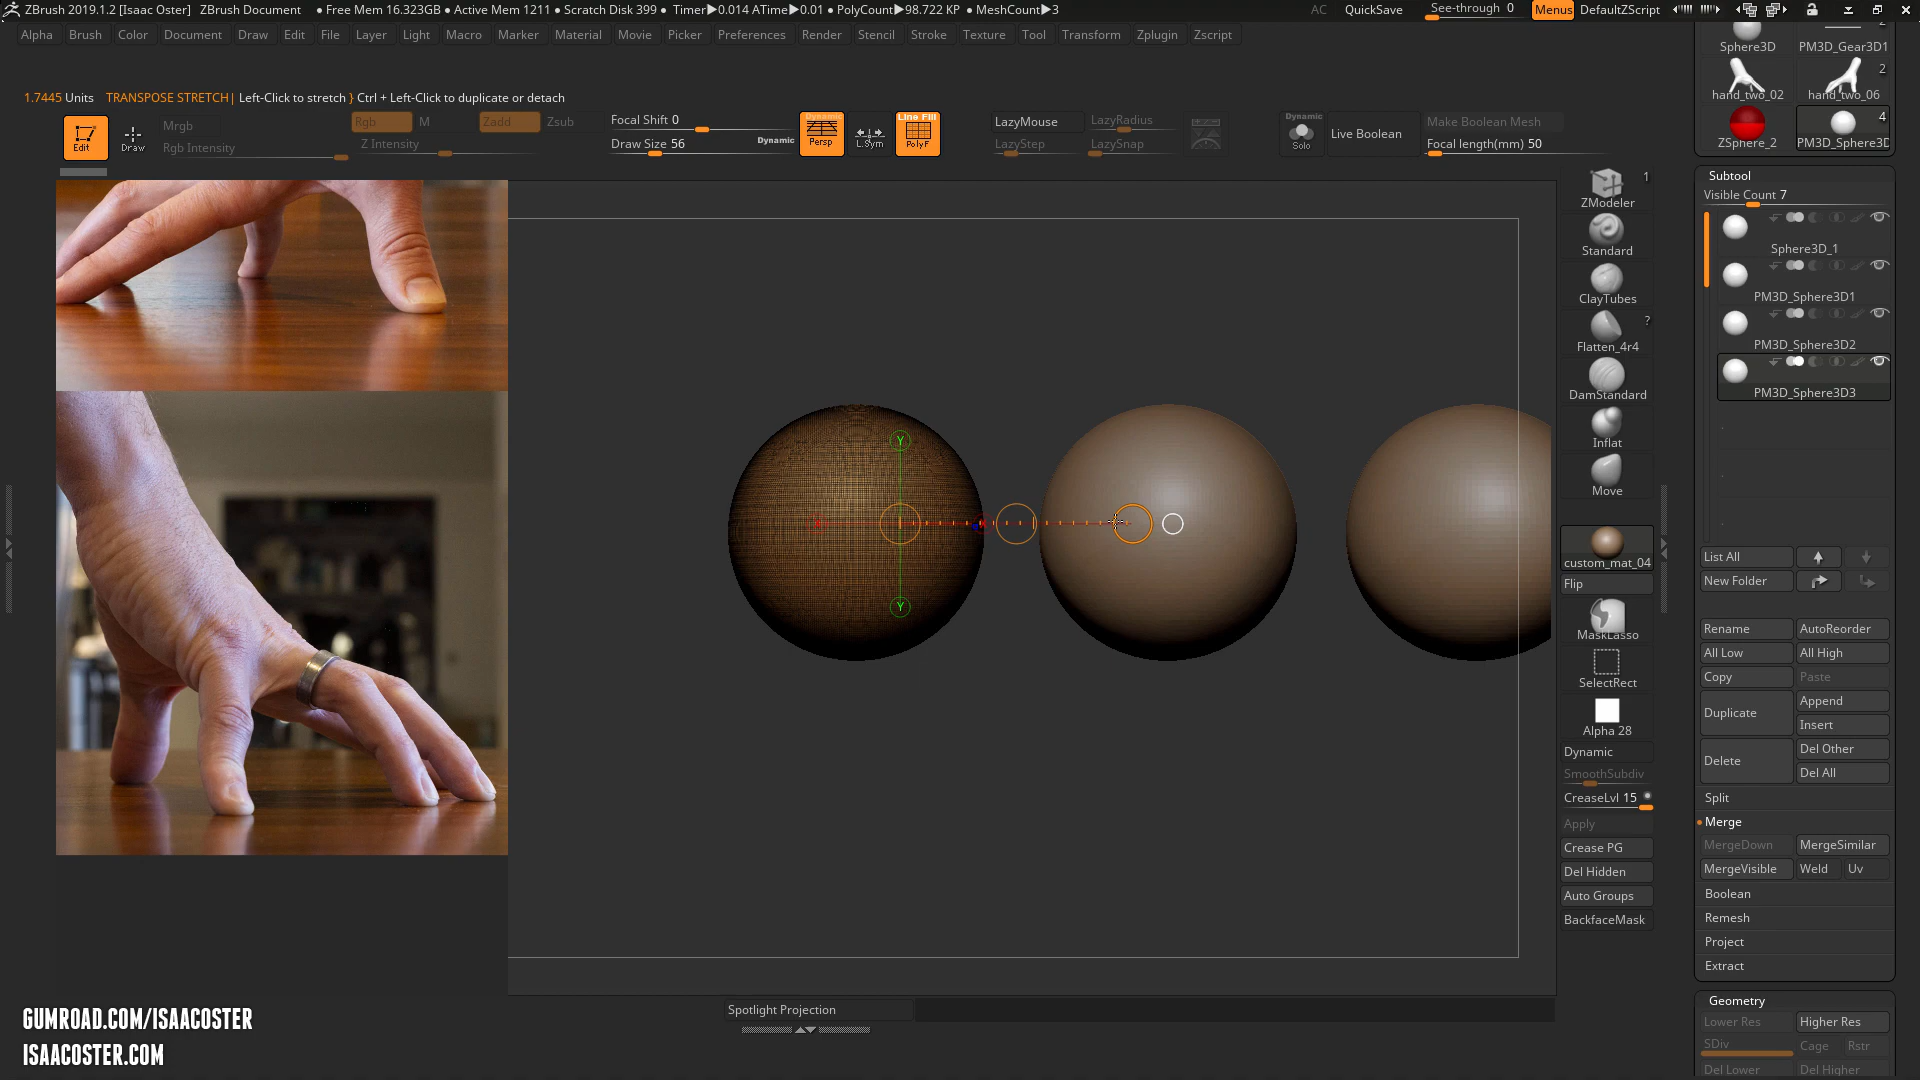 ZBrush 2019.1.2 [Isaac Oster] ZBrush Document ● Free Mem 16.323GB ● Active Mem 1211 ● Scratch Disk 399 ● Timer▶0.014 ATime▶0.01 ● PolyCount▶98.722 KP ● MeshCount▶3 AC QuickSave See-through 0 Menus DefaultZScript
Alpha Brush Color Document Draw Edit File Layer Light Macro Marker Material Movie Picker Preferences Render Stencil Stroke Texture Tool Transform Zplugin Zscript
1.7445 Units TRANSPOSE STRETCH| Left-Click to stretch } Ctrl + Left-Click to duplicate or detach
Edit
Draw
Mrgb
Rgb Intensity
Rgb
M
Zadd
Zsub
Z Intensity
Focal Shift 0
Draw Size 56
Dynamic
Dynamic
Persp
L.Sym
Line Fill
PolyF
LazyMouse
LazyRadius
LazyStep
LazySnap
Dynamic
Solo
Live Boolean
Make Boolean Mesh
Focal length(mm) 50
Y
Y
1
ZModeler
Standard
ClayTubes
?
Flatten_4r4
DamStandard
Inflat
Move
custom_mat_04
Flip
MaskLasso
SelectRect
Alpha 28
Dynamic
SmoothSubdiv
CreaseLvl 15
Apply
Crease PG
Del Hidden
Auto Groups
BackfaceMask
2
Sphere3D PM3D_Gear3D1
2
hand_two_02 hand_two_06
4
ZSphere_2 PM3D_Sphere3D
Subtool
Visible Count 7
Sphere3D_1
PM3D_Sphere3D1
PM3D_Sphere3D2
PM3D_Sphere3D3
List All
New Folder
Rename AutoReorder
All Low All High
Copy Paste
Duplicate Append
Insert
Delete Del Other
Del All
Split
Merge
MergeDown MergeSimilar
MergeVisible Weld Uv
Boolean
Remesh
Project
Extract
Geometry
Lower Res Higher Res
SDiv Cage Rstr
Del Lower Del Higher
Spotlight Projection
GUMROAD.COM/ISAACOSTER
ISAACOSTER.COM